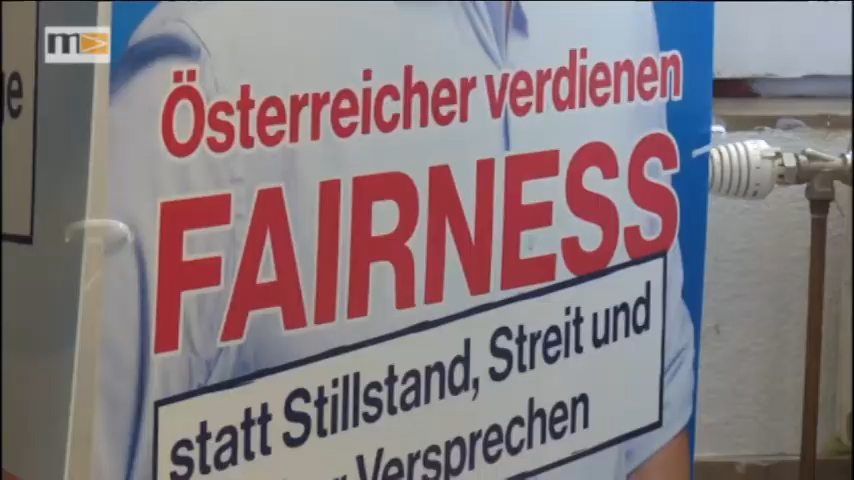 m
Österreicher verdienen
FAIRNESS
statt Stillstand, Streit und
Versprechen